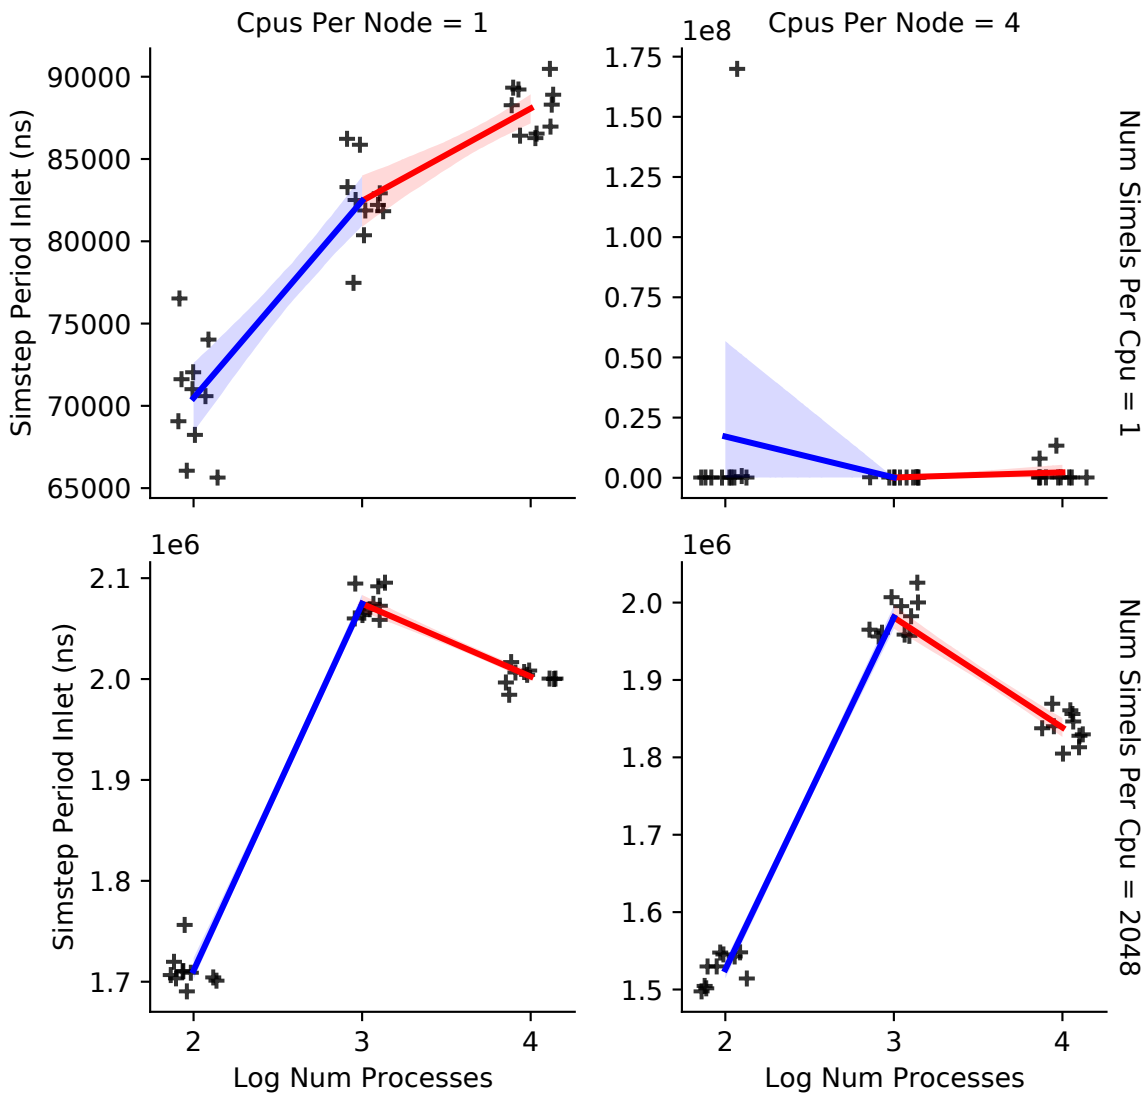 Cpus Per Node = 1
Cpus Per Node = 4
1e8
Simstep Period Inlet (ns)
90000
85000
80000
75000
70000
65000
1.75
1.50
1.25
1.00
0.75
0.50
0.25
0.00
Num Simels Per Cpu = 1
1e6
Simstep Period Inlet (ns)
2.1
2.0
1.9
1.8
1.7
2
3
4
Log Num Processes
1e6
2.0
1.9
1.8
1.7
1.6
1.5
2
3
4
Log Num Processes
Num Simels Per Cpu = 2048